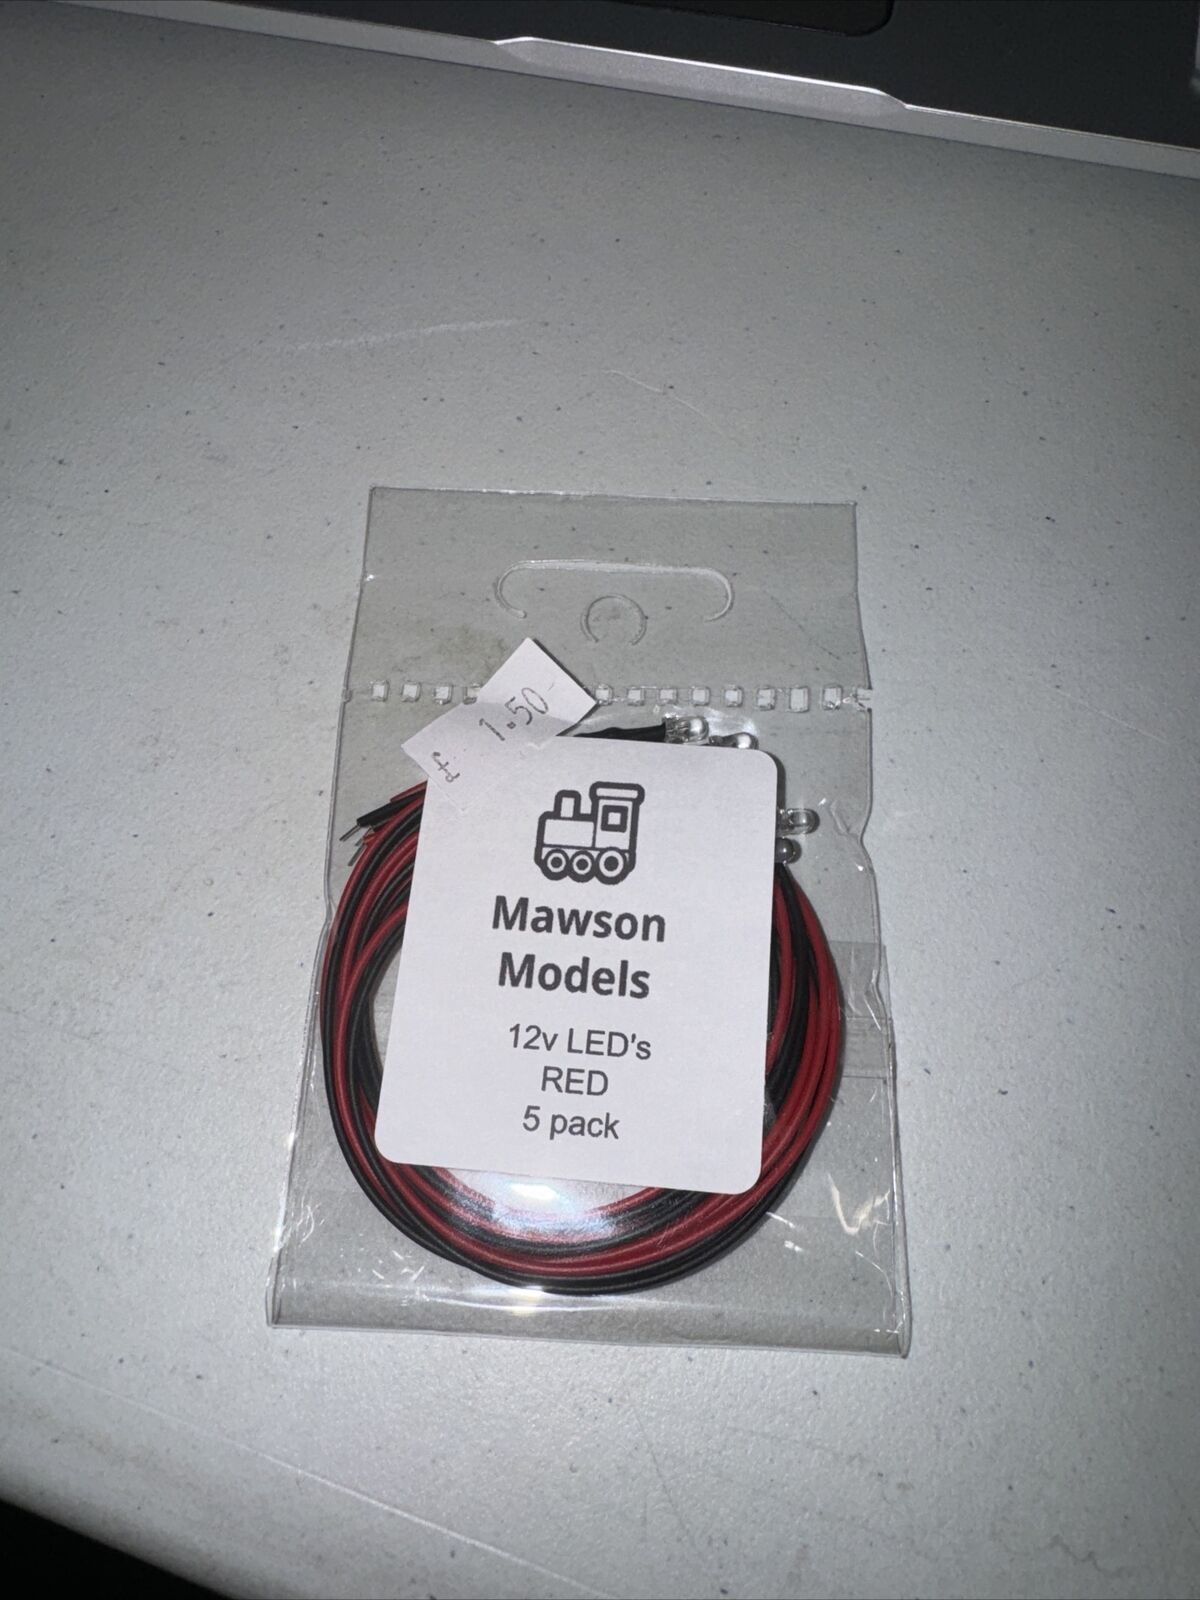 £ 1.50
Mawson
Models
12v LED's
RED
5 pack